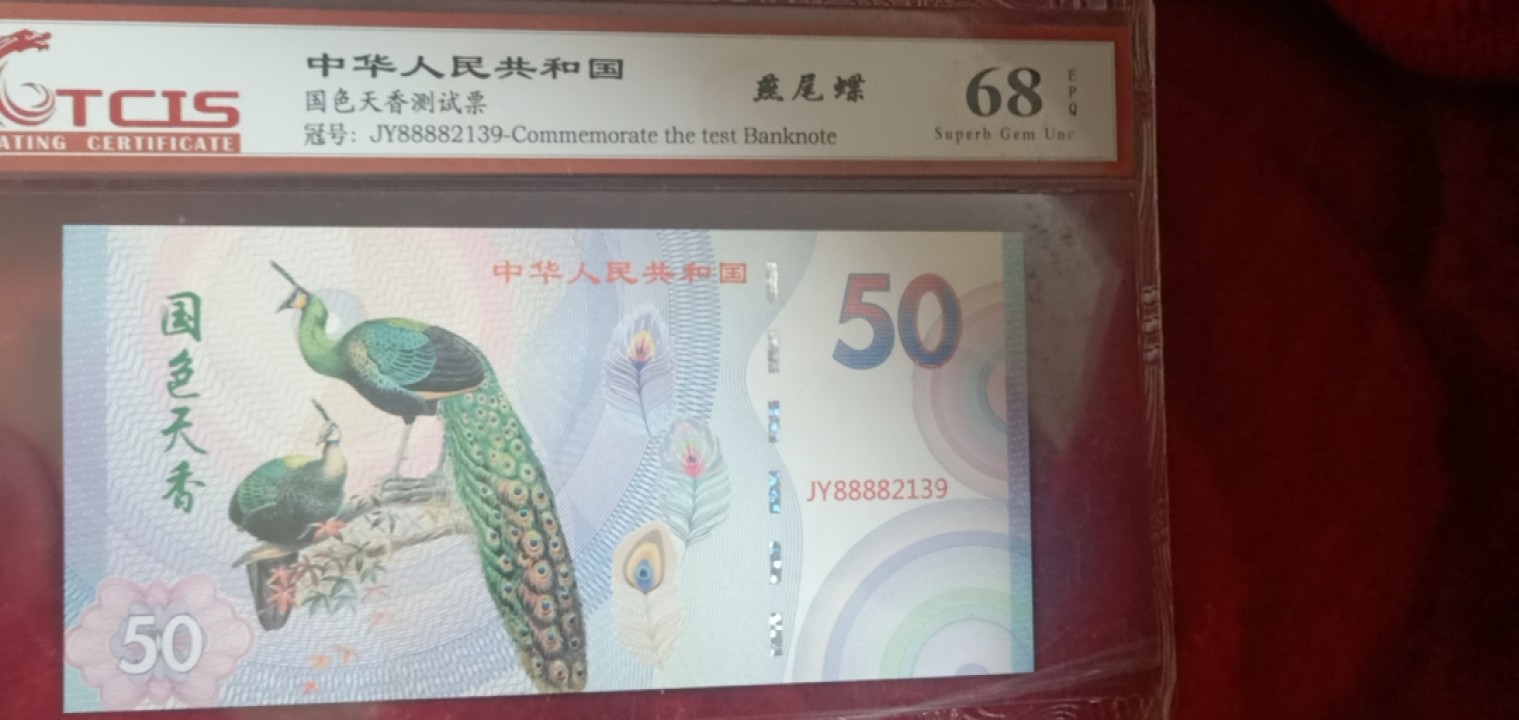 中华人民共和国
国色天香测试票
冠号：JY88882139-Commemorate the test Banknote
燕尾蝶
68
EPQ
Superb Gem Unc
TCIS
ATING CERTIFICATE
中华人民共和国
国色天香
50
JY88882139
50